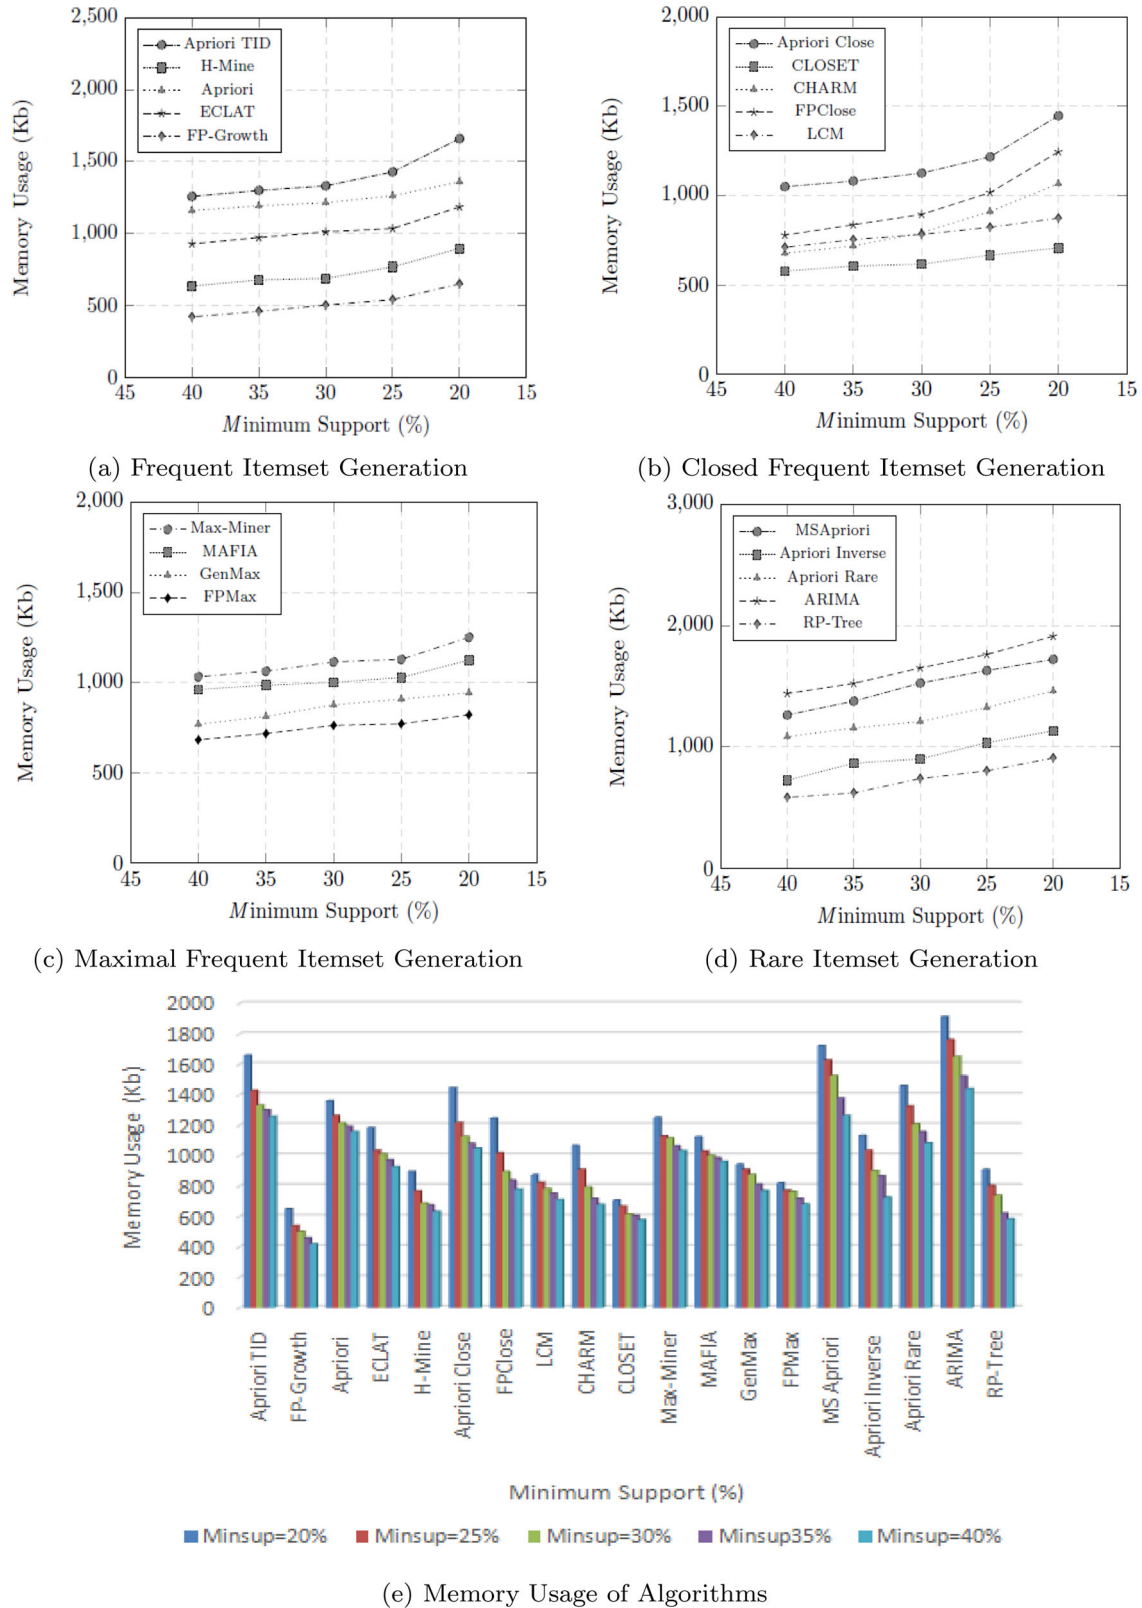 2,500
2,000
1,500
1,000
500
0
Memory Usage (Kb)
Apriori TID
H-Mine
Apriori
ECLAT
FP-Growth
45 40 35 30 25 20 15
Minimum Support (%)
(a) Frequent Itemset Generation
2,000
1,500
1,000
500
0
Memory Usage (Kb)
Apriori Close
CLOSET
CHARM
FPClose
LCM
45 40 35 30 25 20 15
Minimum Support (%)
(b) Closed Frequent Itemset Generation
2,000
1,500
1,000
500
0
Memory Usage (Kb)
Max-Miner
MAFIA
GenMax
FPMax
45 40 35 30 25 20 15
Minimum Support (%)
(c) Maximal Frequent Itemset Generation
3,000
2,000
1,000
0
Memory Usage (Kb)
MSApriori
Apriori Inverse
Apriori Rare
ARIMA
RP-Tree
45 40 35 30 25 20 15
Minimum Support (%)
(d) Rare Itemset Generation
2000
1800
1600
1400
1200
1000
800
600
400
200
0
Memory Usage (Kb)
Apriori TID
FP-Growth
Apriori
ECLAT
H-Mine
Apriori Close
FPClose
LCM
CHARM
CLOSET
Max-Miner
MAFIA
GenMax
FPMax
MS Apriori
Apriori Inverse
Apriori Rare
ARIMA
RP-Tree
Minimum Support (%)
Minsup=20% Minsup=25% Minsup=30% Minsup35% Minsup=40%
(e) Memory Usage of Algorithms